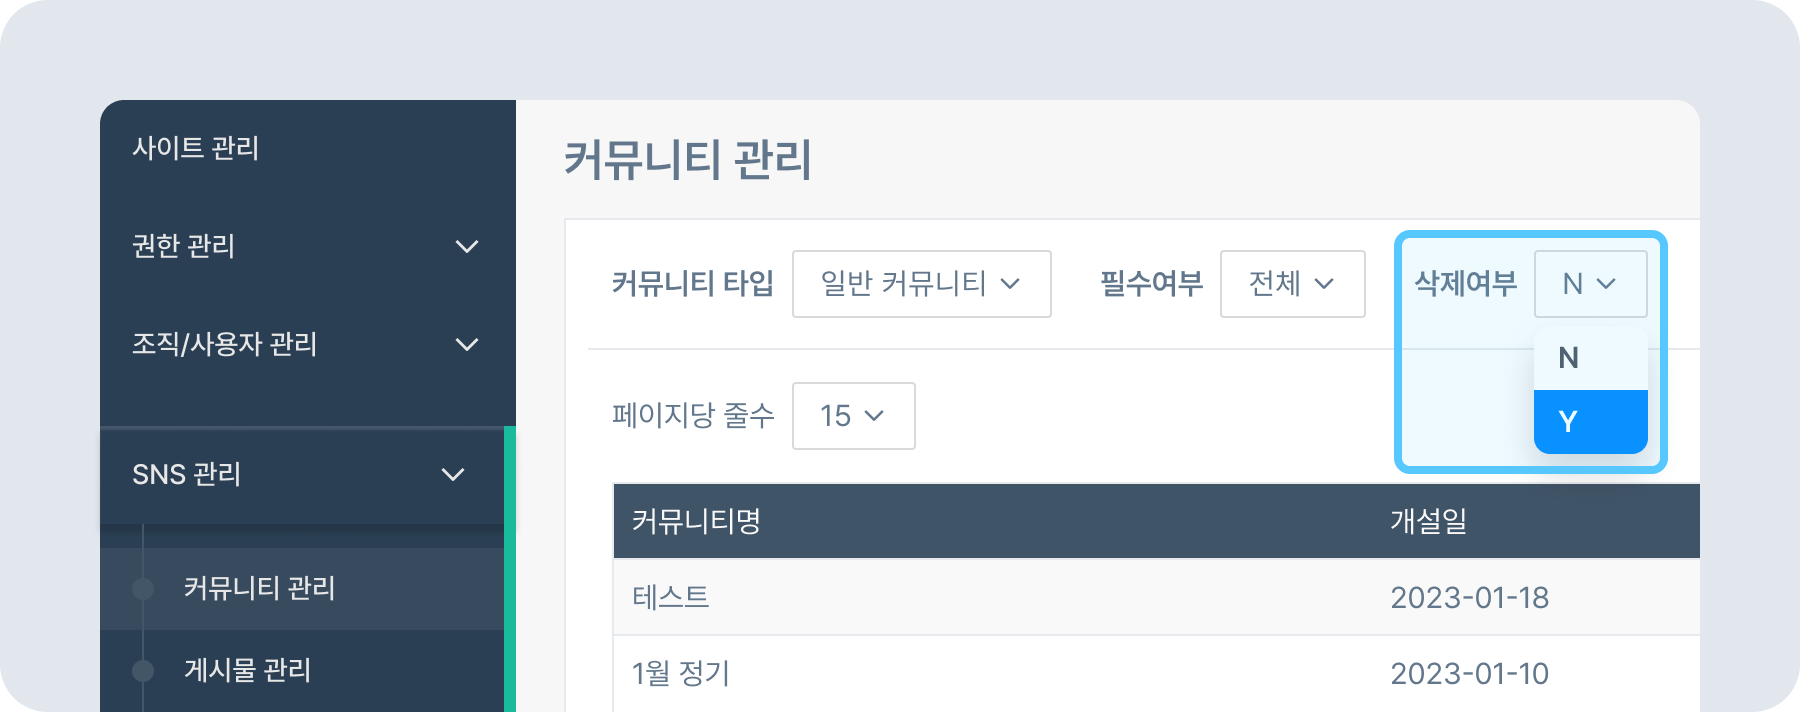 사이트 관리
권한 관리
조직/사용자 관리
SNS 관리
커뮤니티 관리
게시물 관리
커뮤니티 관리
커뮤니티 타입 일반 커뮤니티 필수여부 전체 삭제여부 N
N
Y
페이지당 줄수 15
커뮤니티명 개설일
테스트 2023-01-18
1월 정기 2023-01-10